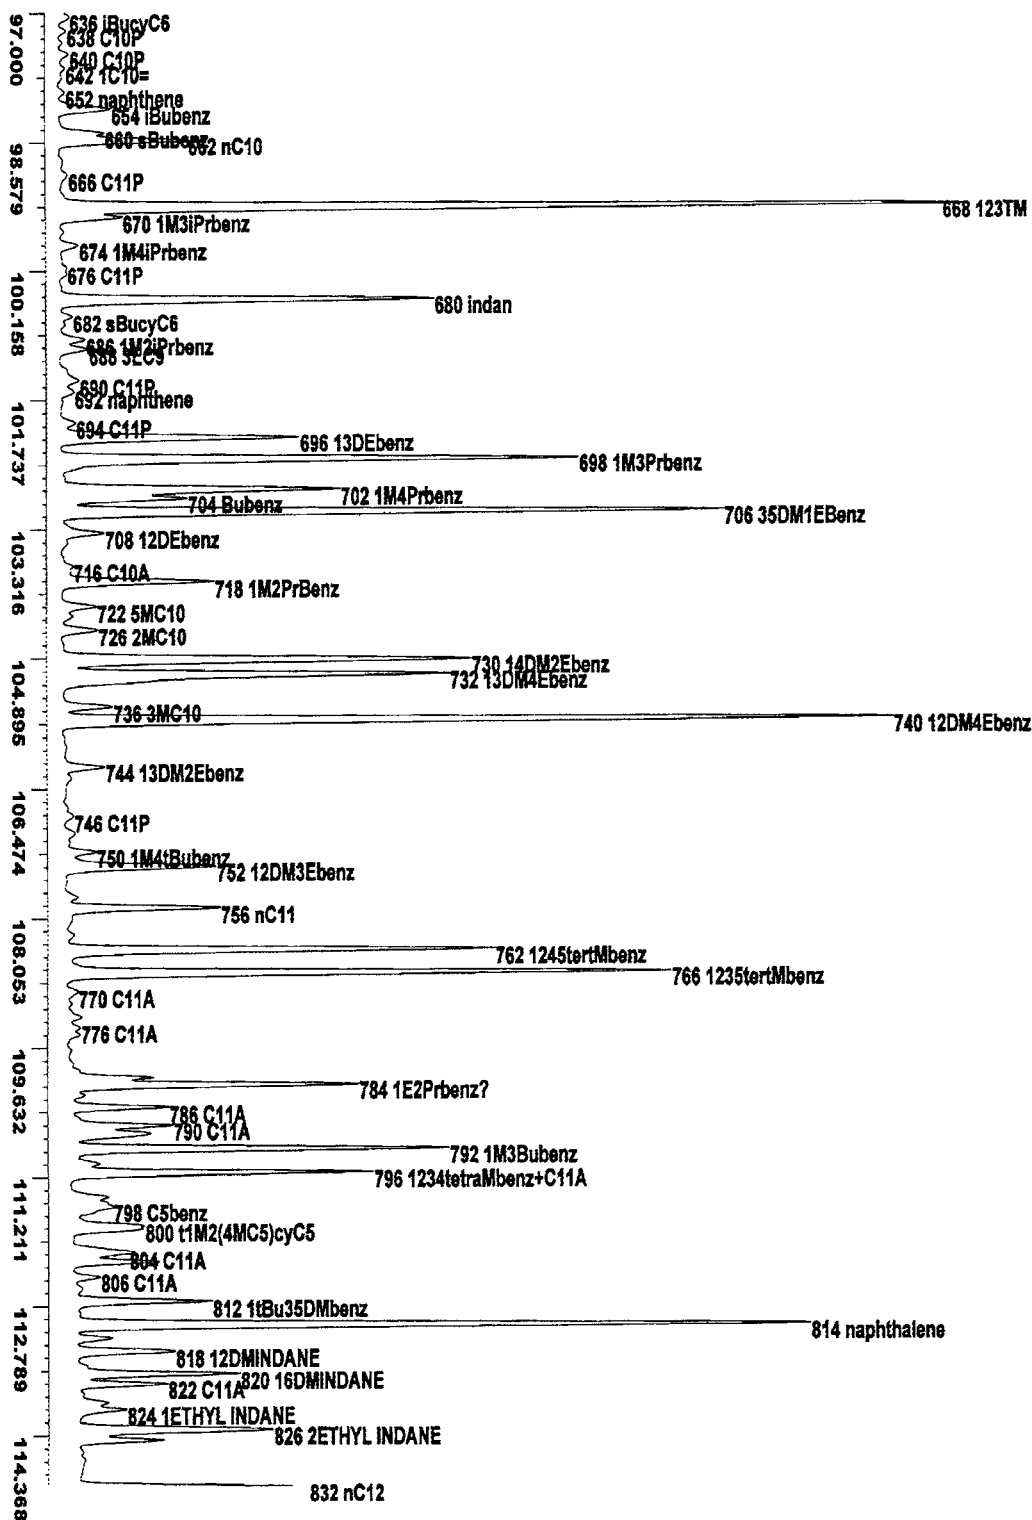 97.000
98.579
100.158
101.737
103.316
104.895
106.474
108.053
109.632
111.211
112.789
114.368
636 iBucyC6
638 C10P
640 C10P
642 1C10=
652 naphthene
654 iBubenz
660 sBubenz
662 nC10
666 C11P
668 123TM
670 1M3iPrbenz
674 1M4iPrbenz
676 C11P
680 indan
682 sBucyC6
686 1M2iPrbenz
688 3EC9
690 C11P
692 naphthene
694 C11P
696 13DEbenz
698 1M3Prbenz
702 1M4Prbenz
704 Bubenz
706 35DM1EBenz
708 12DEbenz
716 C10A
718 1M2PrBenz
722 5MC10
726 2MC10
730 14DM2Ebenz
732 13DM4Ebenz
736 3MC10
740 12DM4Ebenz
744 13DM2Ebenz
746 C11P
750 1M4tBubenz
752 12DM3Ebenz
756 nC11
762 1245tertMbenz
766 1235tertMbenz
770 C11A
776 C11A
784 1E2Prbenz?
786 C11A
790 C11A
792 1M3Bubenz
796 1234tetraMbenz+C11A
798 C5benz
800 t1M2(4MC5)cyC5
804 C11A
806 C11A
812 1tBu35DMbenz
814 naphthalene
818 12DMINDANE
820 16DMINDANE
822 C11A
824 1ETHYL INDANE
826 2ETHYL INDANE
832 nC12